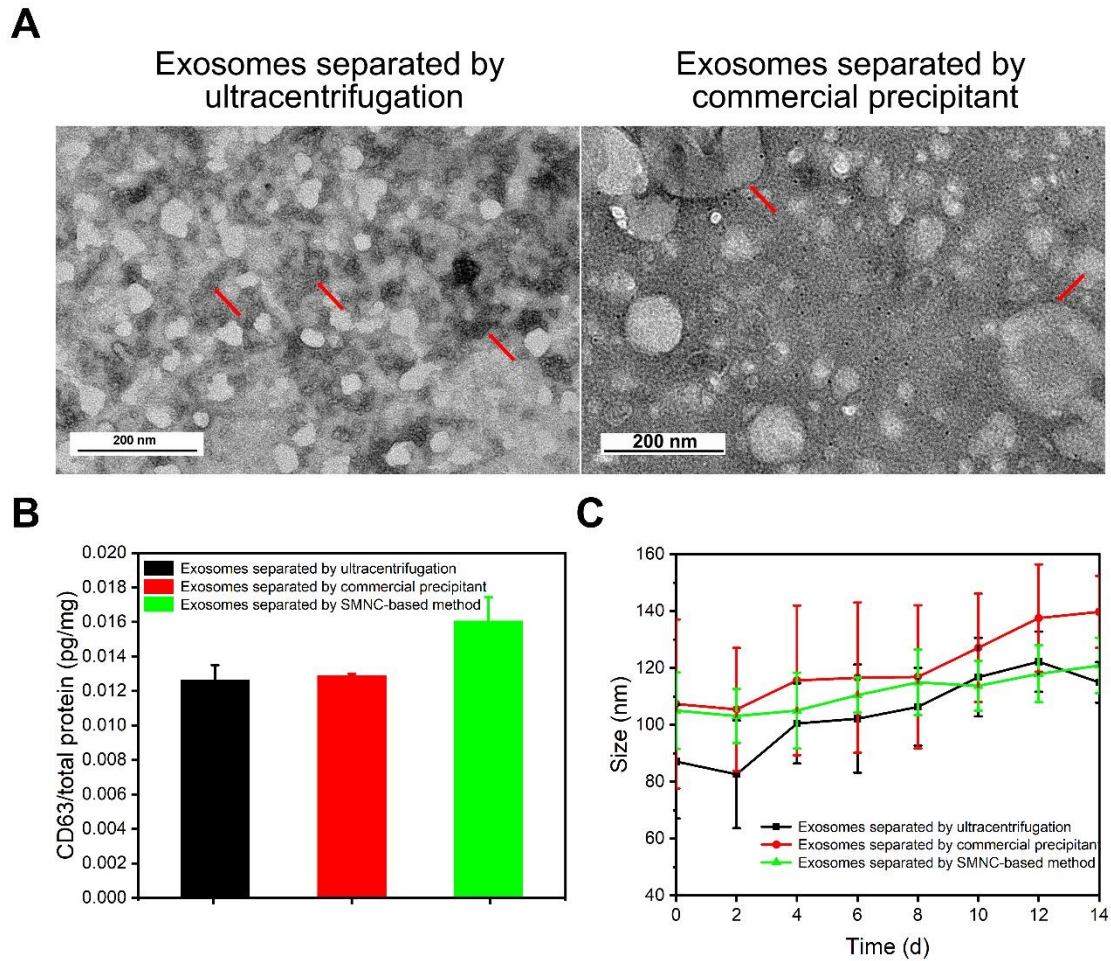 A
Exosomes separated by
ultracentrifugation
Exosomes separated by
commercial precipitant
200 nm
200 nm
B
CD63/total protein (pg/mg)
0.020
0.018
0.016
0.014
0.012
0.010
0.008
0.006
0.004
0.002
0.000
Exosomes separated by ultracentrifugation
Exosomes separated by commercial precipitant
Exosomes separated by SMNC-based method
C
Size (nm)
160
140
120
100
80
60
40
Exosomes separated by ultracentrifugation
Exosomes separated by commercial precipitant
Exosomes separated by SMNC-based method
0 2 4 6 8 10 12 14
Time (d)